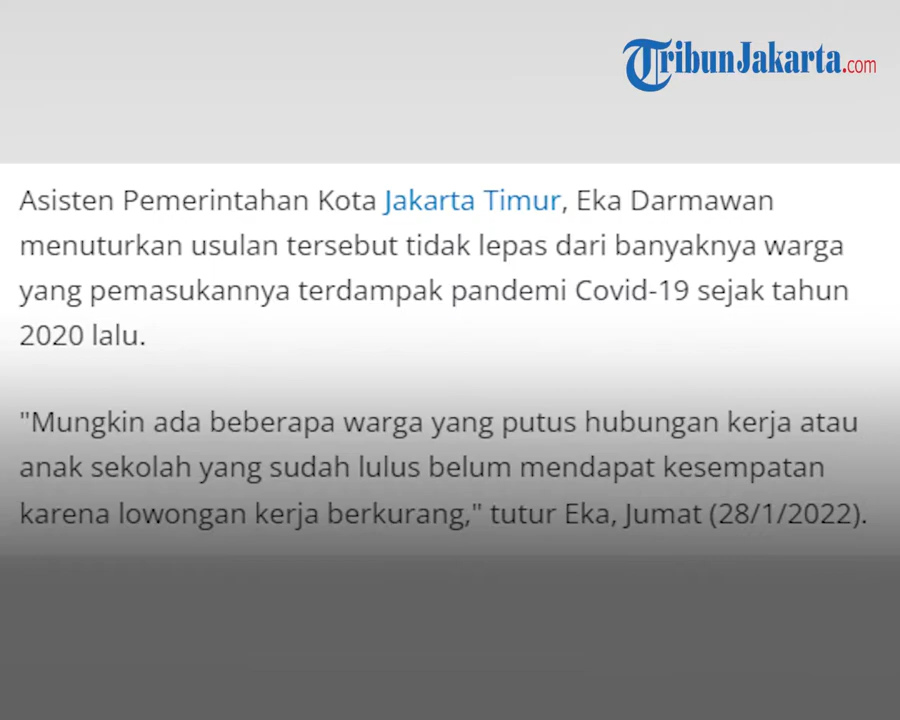 TribunJakarta.com
Asisten Pemerintahan Kota Jakarta Timur, Eka Darmawan
menuturkan usulan tersebut tidak lepas dari banyaknya warga
yang pemasukannya terdampak pandemi Covid-19 sejak tahun
2020 lalu.
"Mungkin ada beberapa warga yang putus hubungan kerja atau
anak sekolah yang sudah lulus belum mendapat kesempatan
karena lowongan kerja berkurang," tutur Eka, Jumat (28/1/2022).